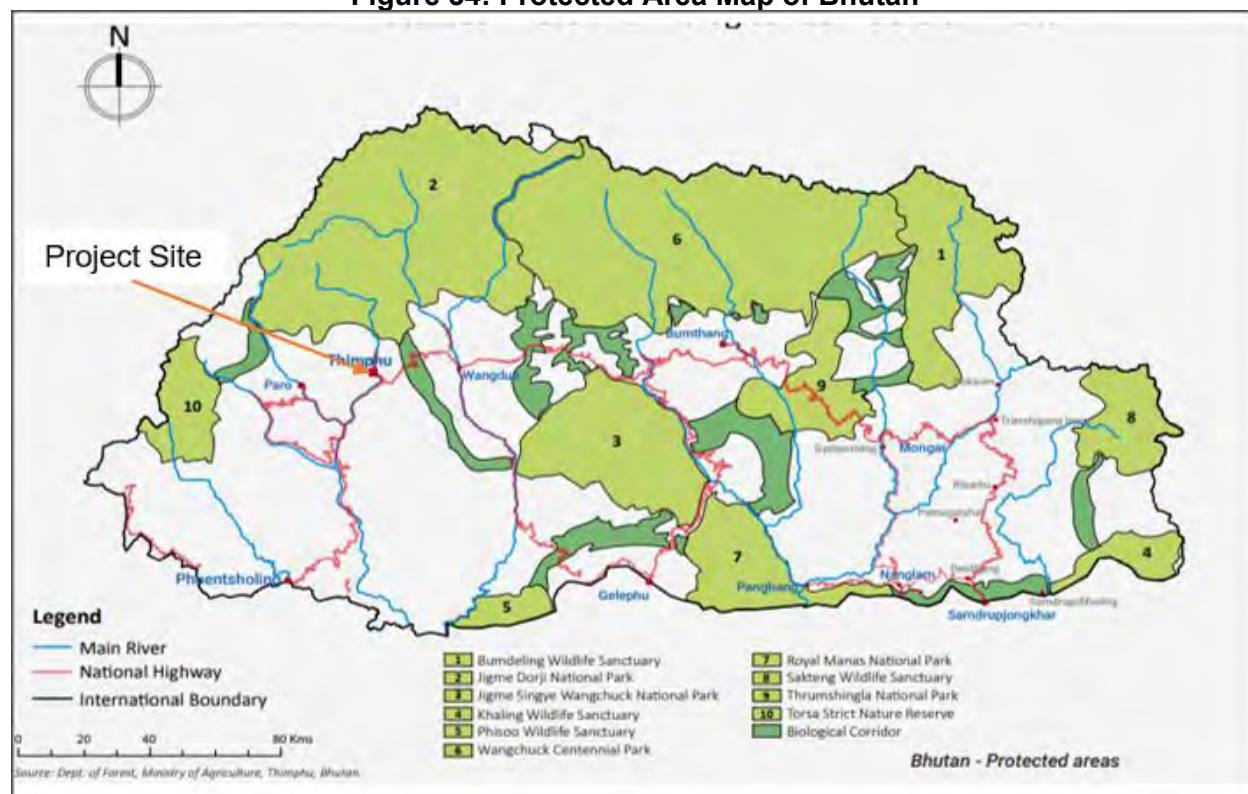 Figure 34: Protected Area Map of Bhutan
N
2
6
1
Project Site
Bumthang
Thimphu
Wangdue
Paro
9
10
8
3
Mongar
4
7
Phuentsholing
Nanglam
Panbang
Gelephu
5
Samdrupjongkhar
Legend
Main River
National Highway
International Boundary
0 20 40 80 Kms
1 Bumdeling Wildlife Sanctuary
2 Jigme Dorji National Park
3 Jigme Singye Wangchuck National Park
4 Khaling Wildlife Sanctuary
5 Phisoo Wildlife Sanctuary
6 Wangchuck Centennial Park
7 Royal Manas National Park
8 Sakteng Wildlife Sanctuary
9 Thrumshingla National Park
10 Torsa Strict Nature Reserve
Biological Corridor
Bhutan - Protected areas
Source: Dept. of Forest, Ministry of Agriculture, Thimphu, Bhutan.